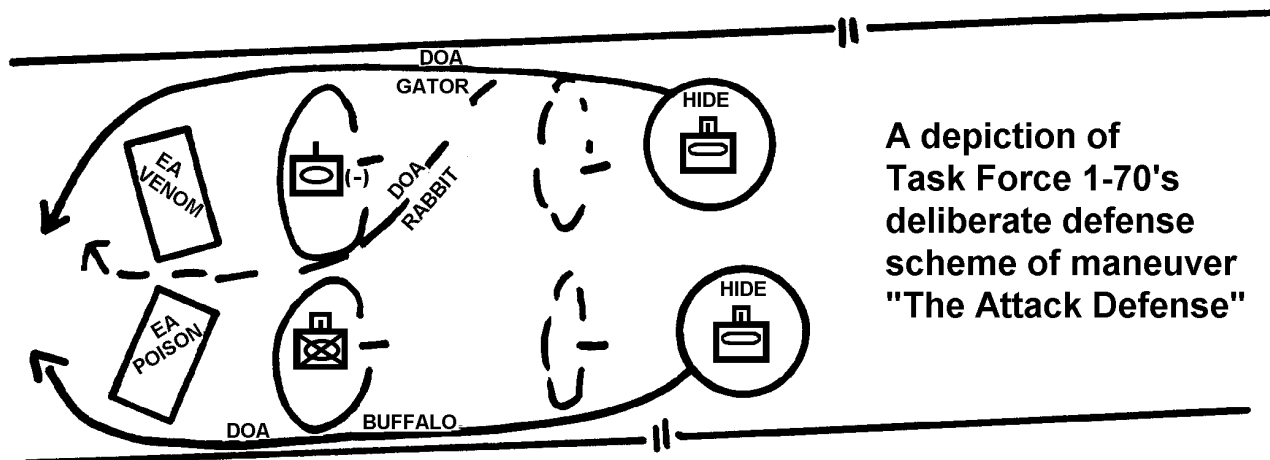 DOA
GATOR
HIDE
EA
VENOM
(-)
DOA
RABBIT
A depiction of
Task Force 1-70's
deliberate defense
scheme of maneuver
"The Attack Defense"
HIDE
EA
POISON
DOA
BUFFALO